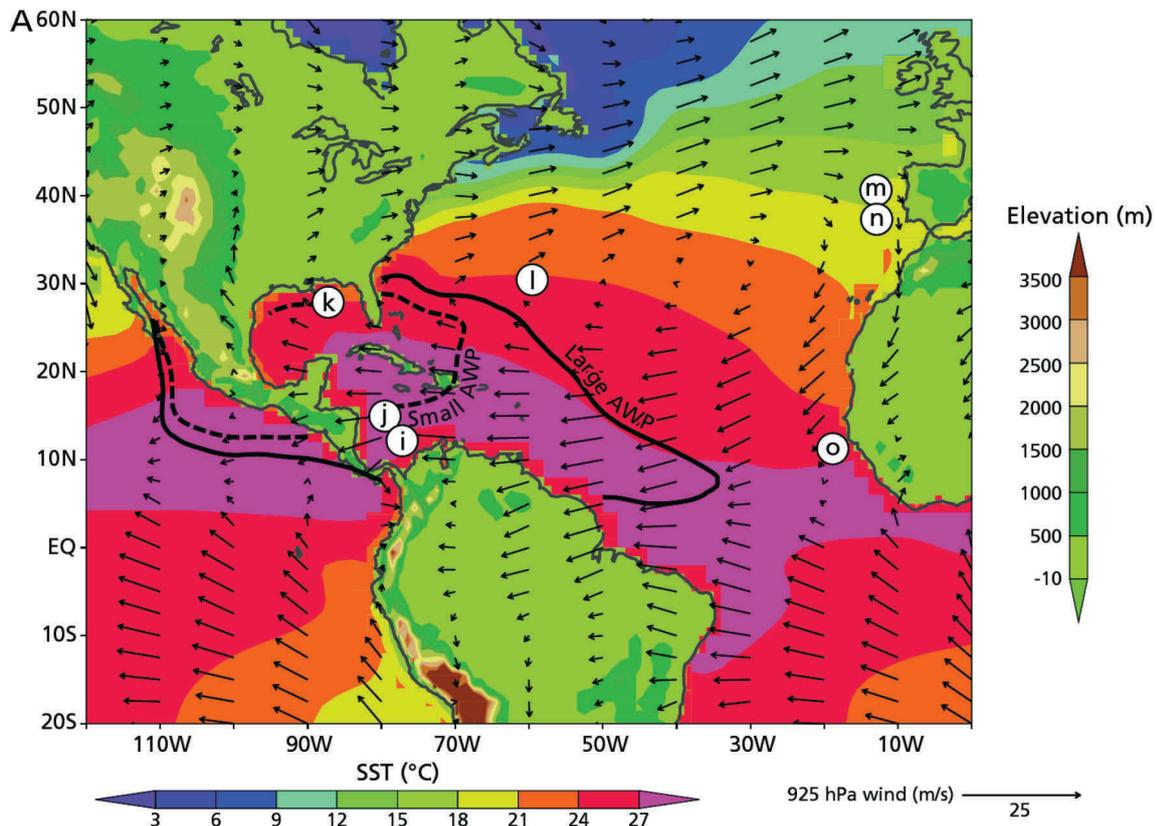 A
60N
50N
40N
30N
20N
10N
EQ
10S
20S
110W 90W 70W 50W 30W 10W
k
l
m
n
j
i
o
Small AWP
Large AWP
Elevation (m)
3500
3000
2500
2000
1500
1000
500
-10
SST (°C)
3 6 9 12 15 18 21 24 27
925 hPa wind (m/s)
25